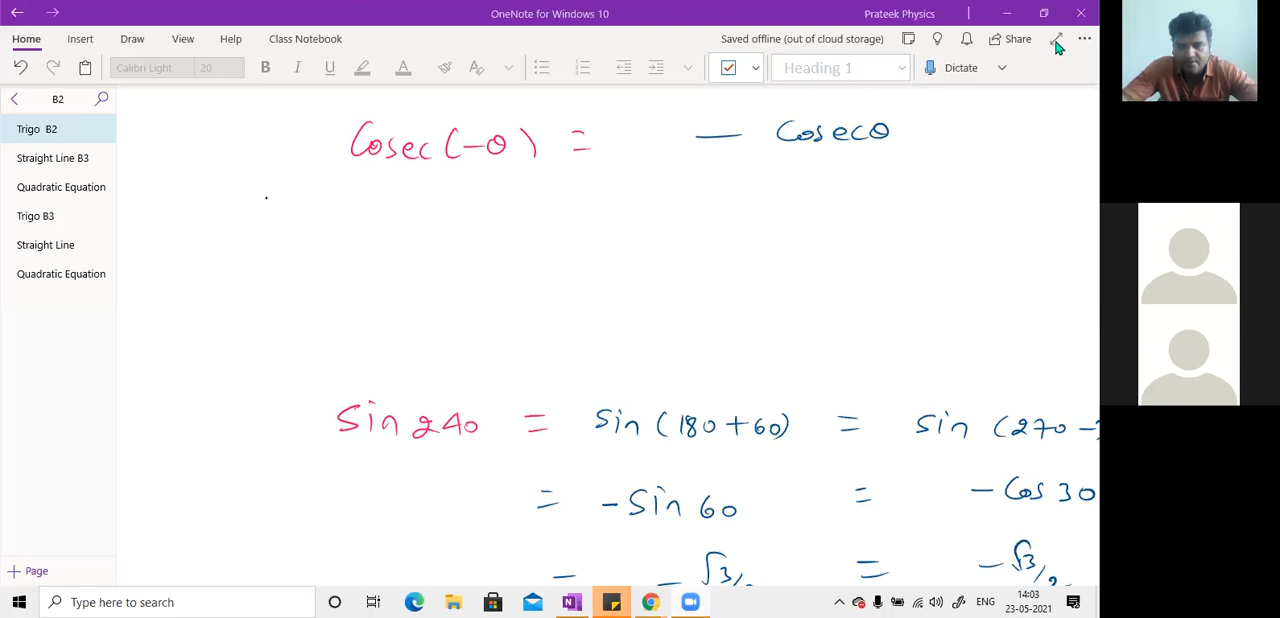 OneNote for Windows 10
Prateek Physics
Home Insert Draw View Help Class Notebook
Saved offline (out of cloud storage) Share
Calibri Light 20 B I U A Heading 1 Dictate
B2
Trigo B2
Straight Line B3
Quadratic Equation
Trigo B3
Straight Line
Quadratic Equation
Cosec(-θ) = - Cosecθ
Sin 240 = Sin(180+60) = Sin (270-
= -Sin 60 = -Cos 30
= -√3/ = -√3/2
+ Page
Type here to search
ENG
14:03
23-05-2021